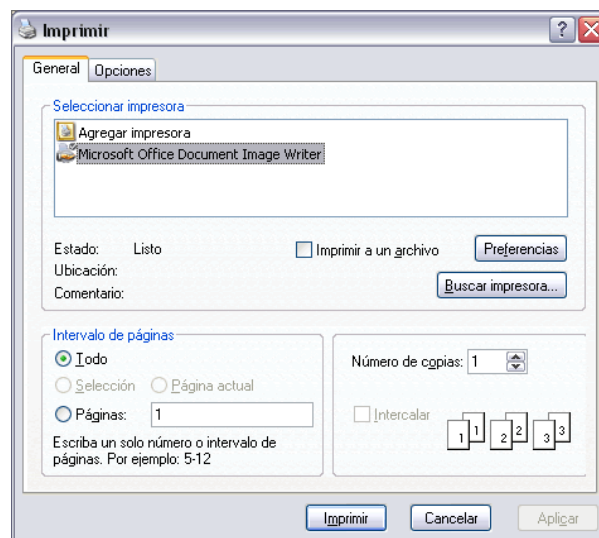 Imprimir
General Opciones
Seleccionar impresora
Agregar impresora
Microsoft Office Document Image Writer
Estado: Listo
Imprimir a un archivo
Preferencias
Ubicación:
Comentario:
Buscar impresora...
Intervalo de páginas
Todo
Selección Página actual
Páginas: 1
Escriba un solo número o intervalo de
páginas. Por ejemplo: 5-12
Número de copias: 1
Intercalar
1 1 2 2 3 3
Imprimir Cancelar Aplicar